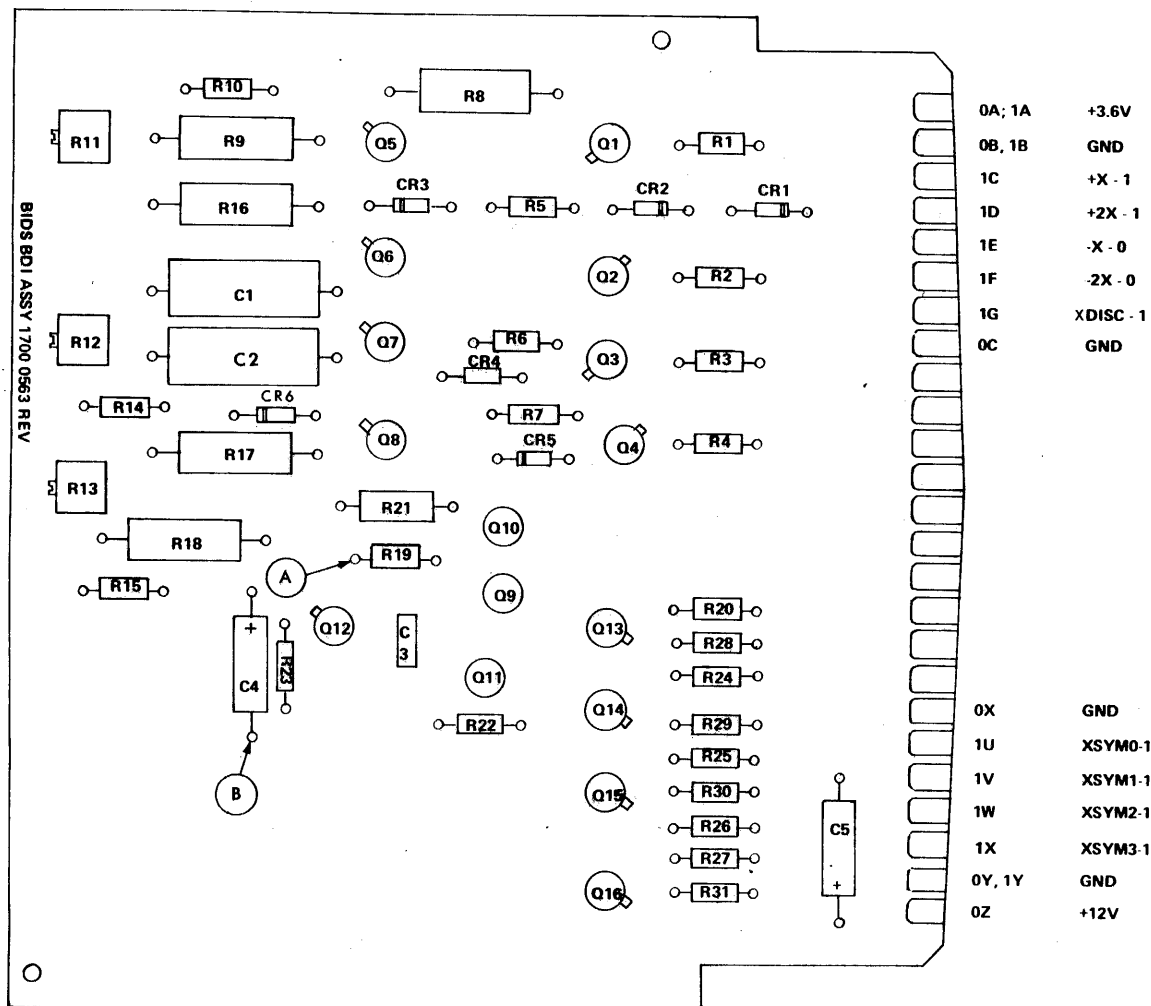 R8
R10
R11
R9
Q5
Q1
R1
0A; 1A +3.6V
0B, 1B GND
1C +X - 1
1D +2X - 1
1E -X - 0
1F -2X - 0
1G XDISC - 1
0C GND
CR3
CR2
CR1
R16
R5
BIDS BDI ASSY 1700 0563 REV
Q6
Q2
R2
C1
R12
C2
Q7
R6
CR4
Q3
R3
R14
CR6
R7
Q8
CR5
Q4
R4
R17
R13
R21
Q10
R18
R19
A
R15
Q9
Q12
C
3
+
C4
R23
Q11
R22
B
Q13
R20
R28
R24
Q14
R29
R25
Q15
R30
R26
R27
Q16
R31
C5
+
0X GND
1U XSYM0-1
1V XSYM1-1
1W XSYM2-1
1X XSYM3-1
0Y, 1Y GND
0Z +12V